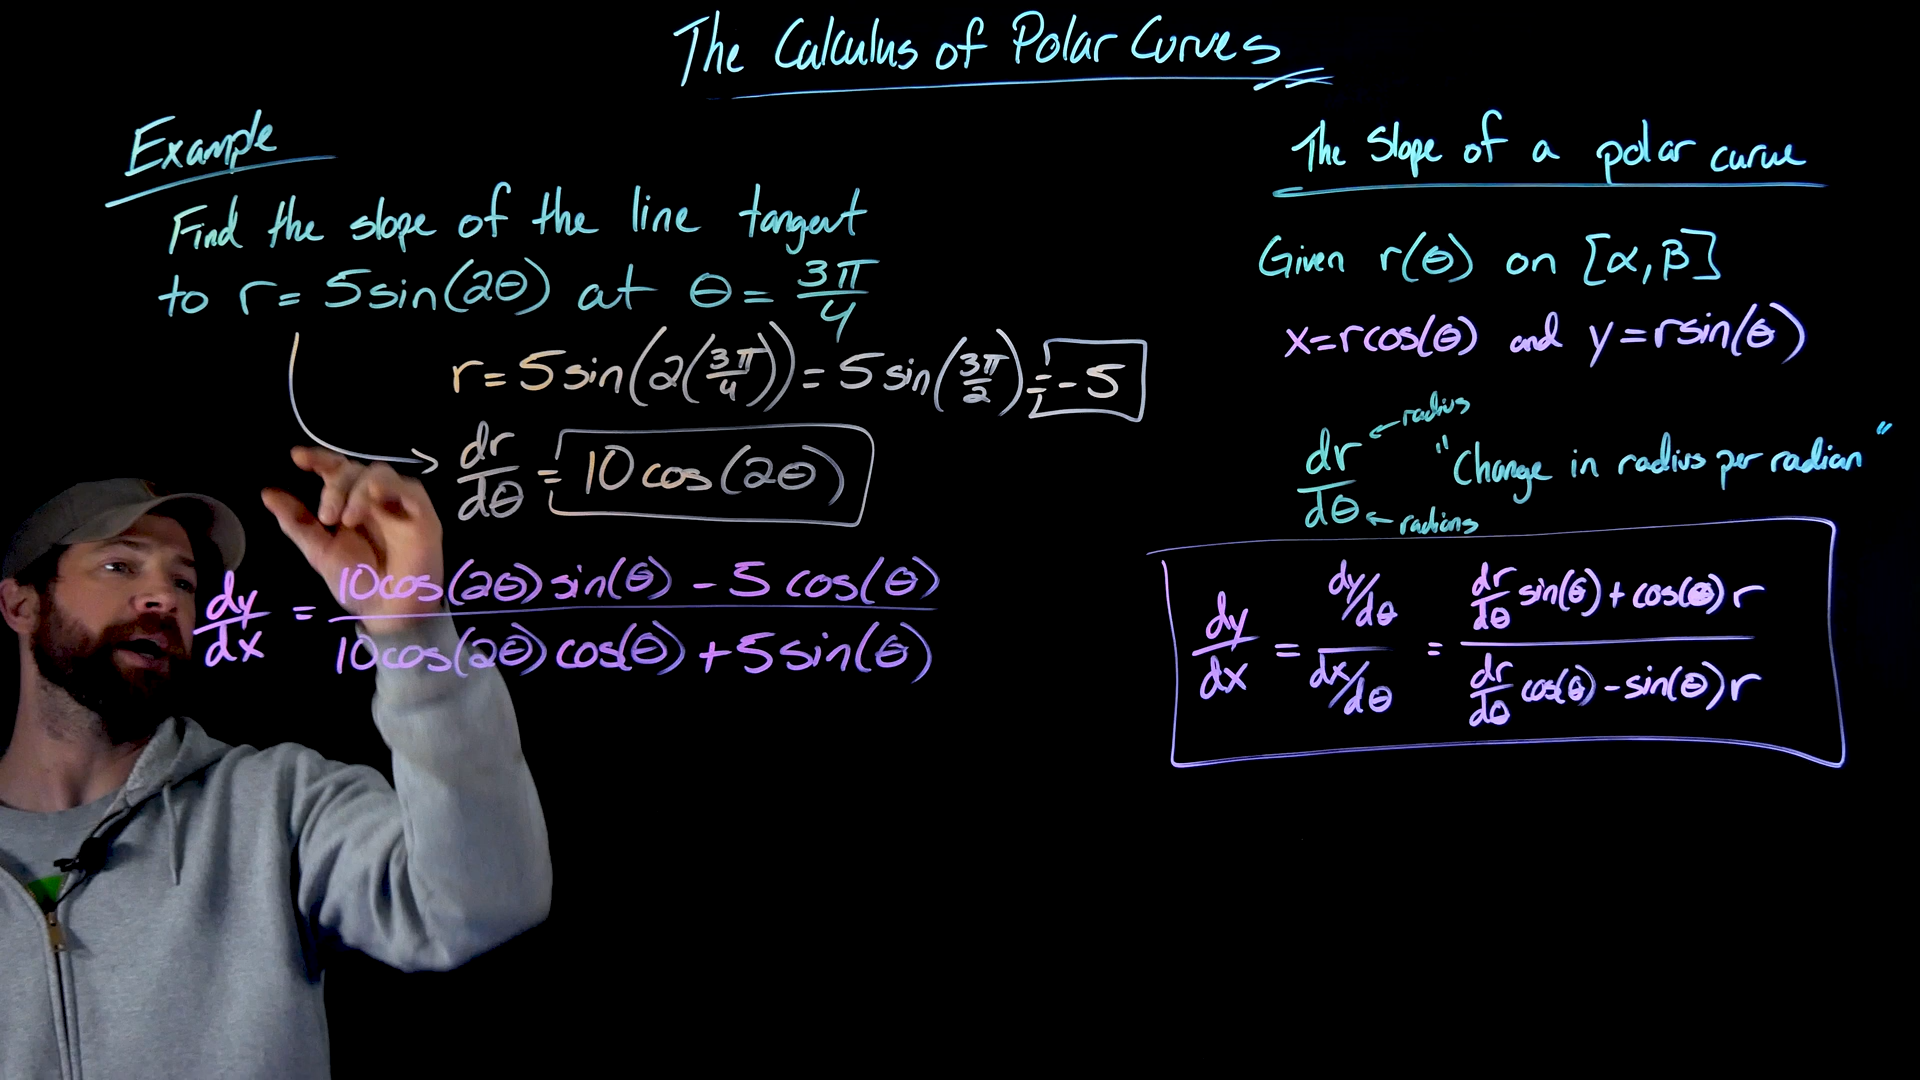 The Calculus of Polar Curves
Example
Find the slope of the line tangent
to r = 5sin(2θ) at θ = 3π/4
r = 5sin(2(3π/4)) = 5sin(3π/2) = -5
dr/dθ = 10cos(2θ)
dy/dx = (10cos(2θ)sin(θ) - 5cos(θ))/(10cos(2θ)cos(θ) + 5sin(θ))
The Slope of a polar curve
Given r(θ) on [α,β]
x=rcos(θ) and y=rsin(θ)
dr/dθ ← radius
"Change in radius per radian"
← radians
dy/dx = (dy/dθ)/(dx/dθ) = (dr/dθ sin(θ) + cos(θ)r)/(dr/dθ cos(θ) - sin(θ)r)